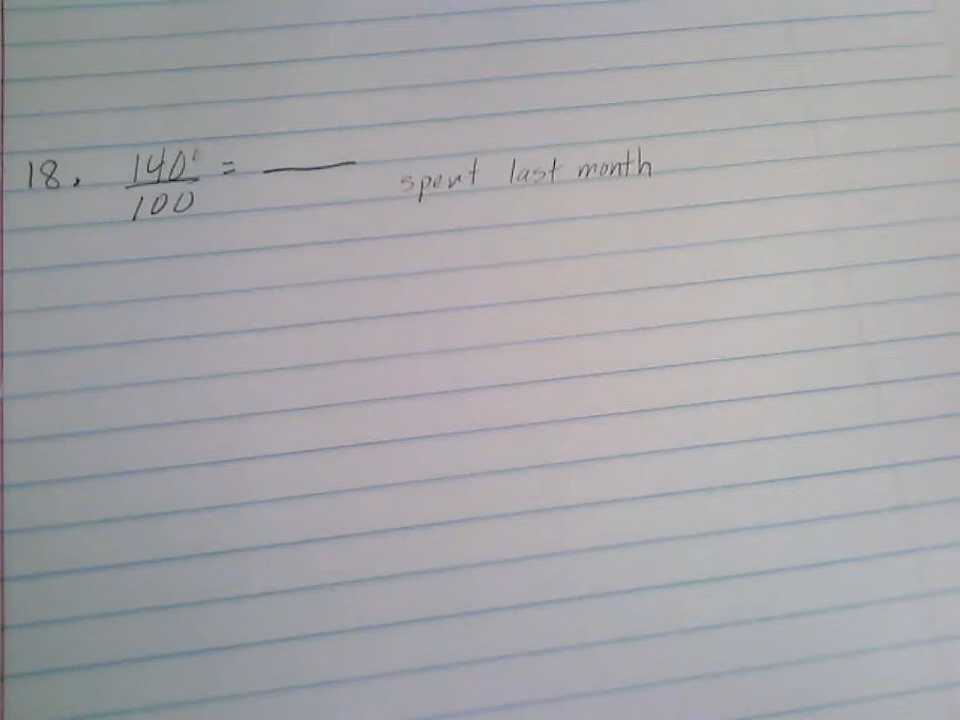 18. 140/100 = ___ spent last month